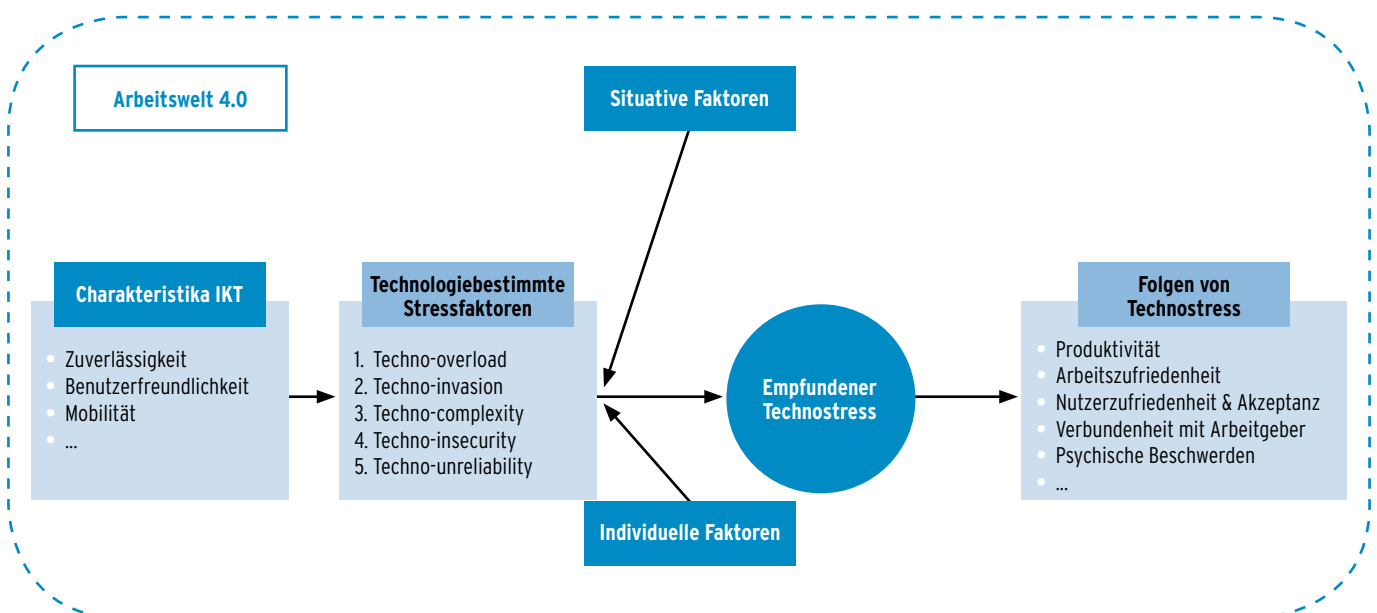 Arbeitswelt 4.0
Situative Faktoren
Charakteristika IKT
• Zuverlässigkeit
• Benutzerfreundlichkeit
• Mobilität
• ...
Technologiebestimmte
Stressfaktoren
1. Techno-overload
2. Techno-invasion
3. Techno-complexity
4. Techno-insecurity
5. Techno-unreliability
Individuelle Faktoren
Empfundener
Technostress
Folgen von
Technostress
• Produktivität
• Arbeitszufriedenheit
• Nutzerzufriedenheit & Akzeptanz
• Verbundenheit mit Arbeitgeber
• Psychische Beschwerden
• ...